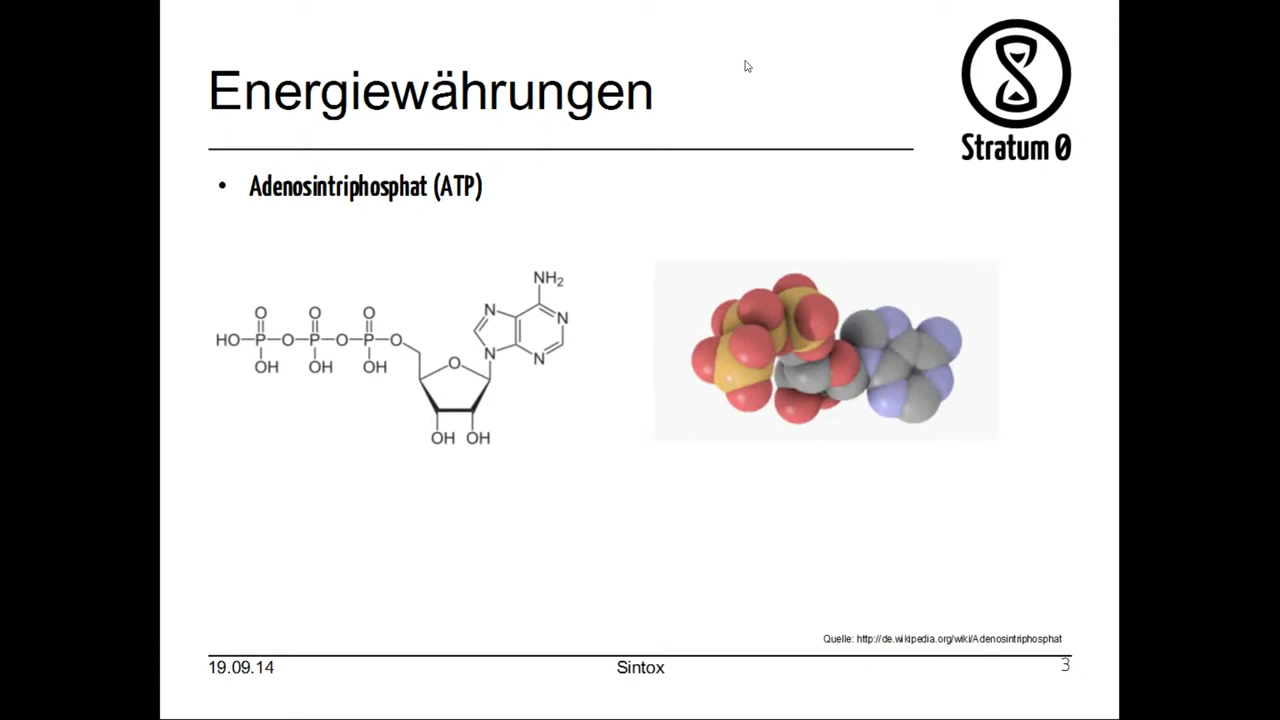 Energiewährungen
Stratum 0
• Adenosintriphosphat (ATP)
NH2
O O O
N N
HO P O P O P O
N N
O
OH OH OH
OH OH
Quelle: http://de.wikipedia.org/wiki/Adenosintriphosphat
19.09.14 Sintox 3